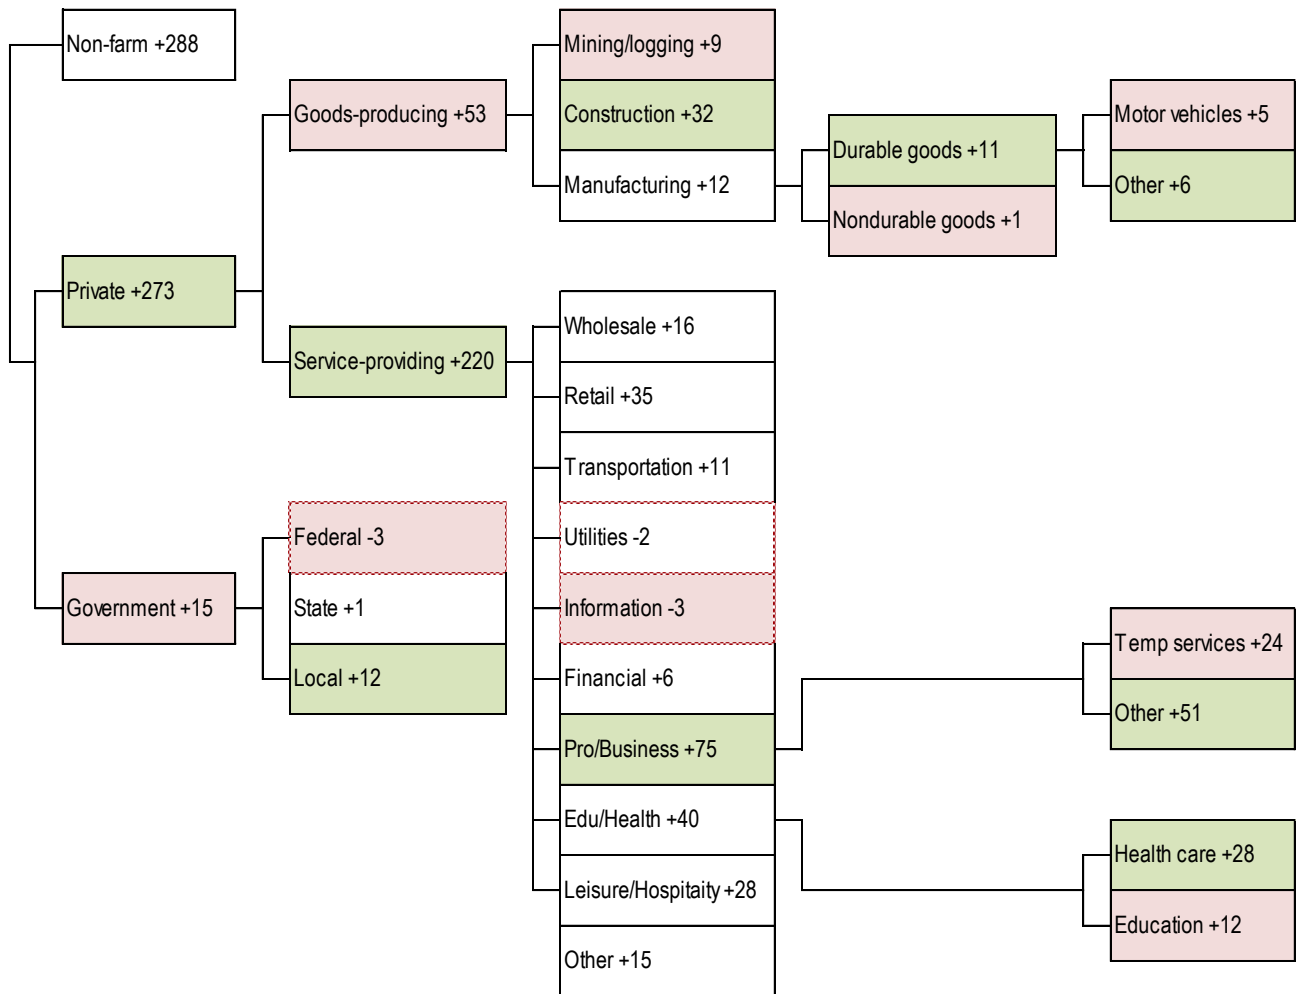 Non-farm +288
Private +273
Government +15
Goods-producing +53
Service-providing +220
Federal -3
State +1
Local +12
Mining/logging +9
Construction +32
Manufacturing +12
Wholesale +16
Retail +35
Transportation +11
Utilities -2
Information -3
Financial +6
Pro/Business +75
Edu/Health +40
Leisure/Hospitaity +28
Other +15
Durable goods +11
Nondurable goods +1
Motor vehicles +5
Other +6
Temp services +24
Other +51
Health care +28
Education +12